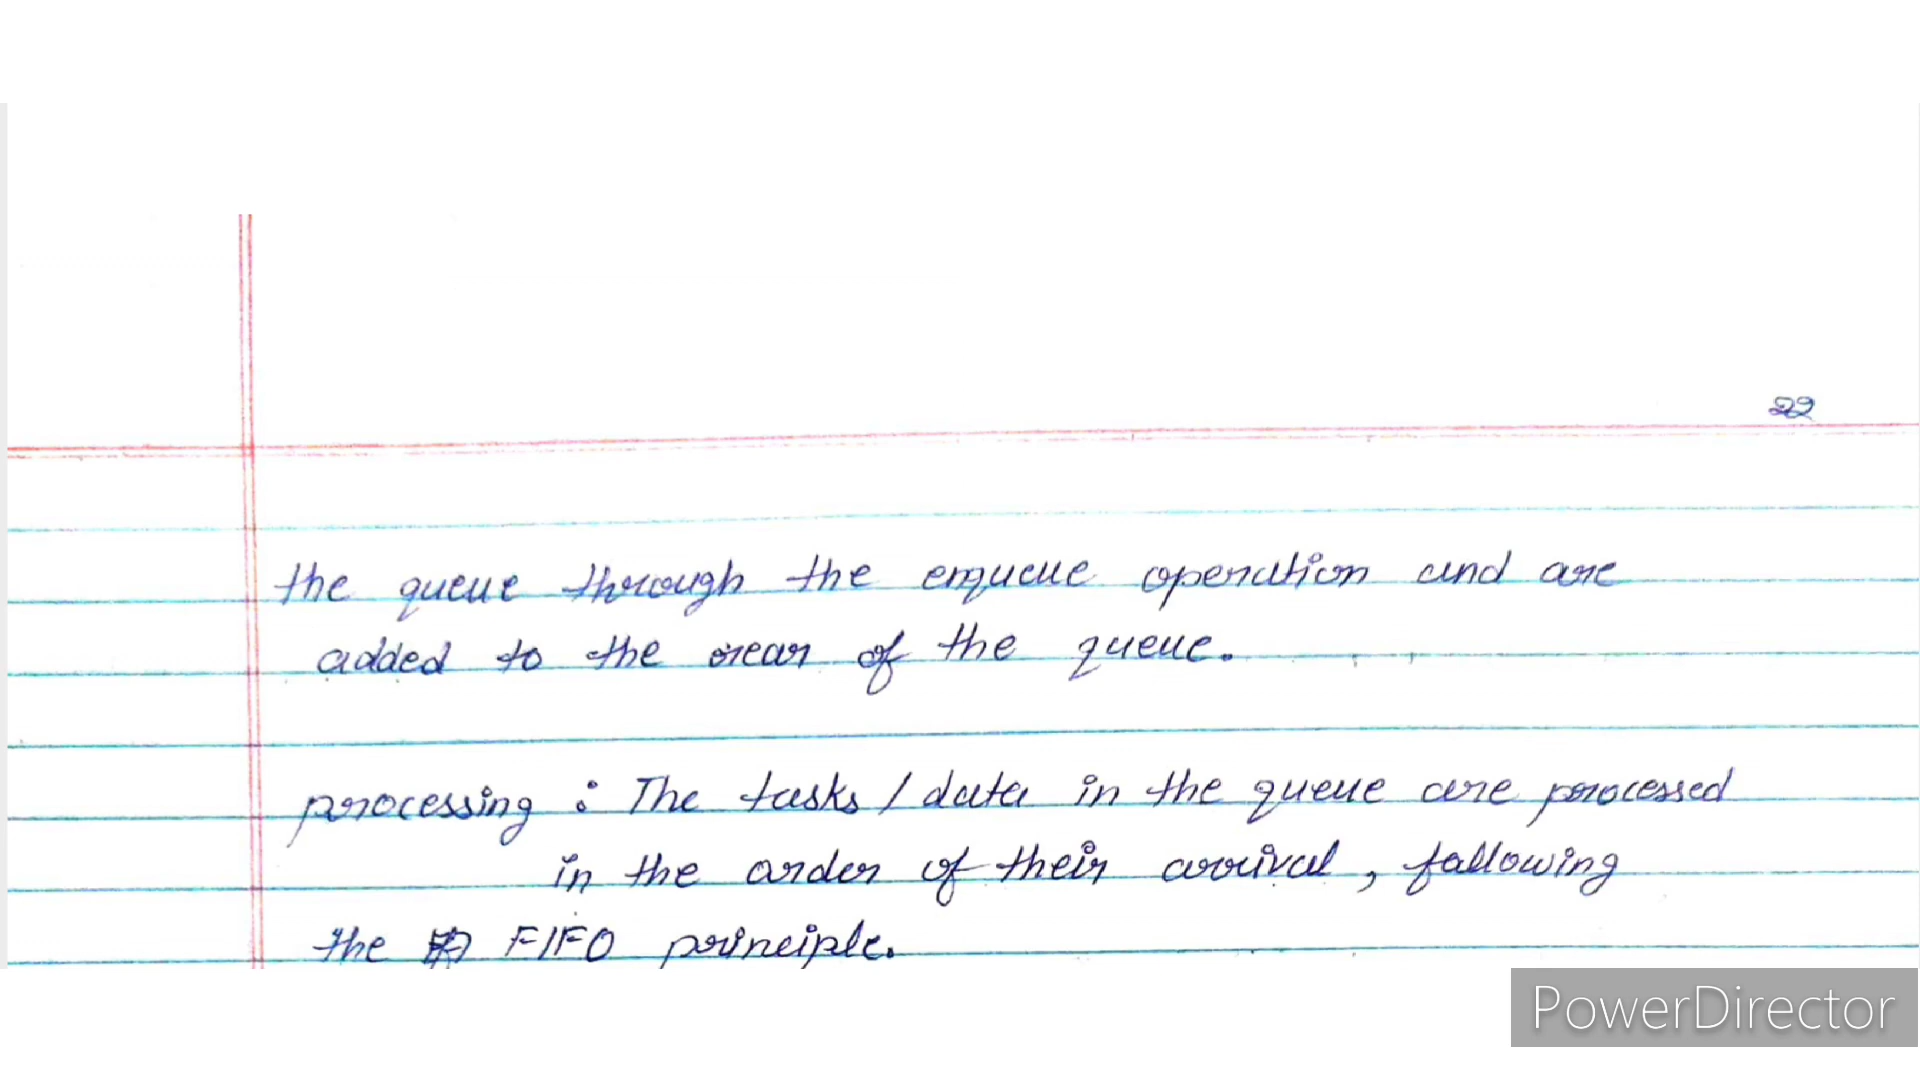 22
the queue through the enqueue operation and are
added to the rear of the queue.
processing : The tasks / data in the queue are processed
in the order of their arrival, following
the FIFO principle.
PowerDirector